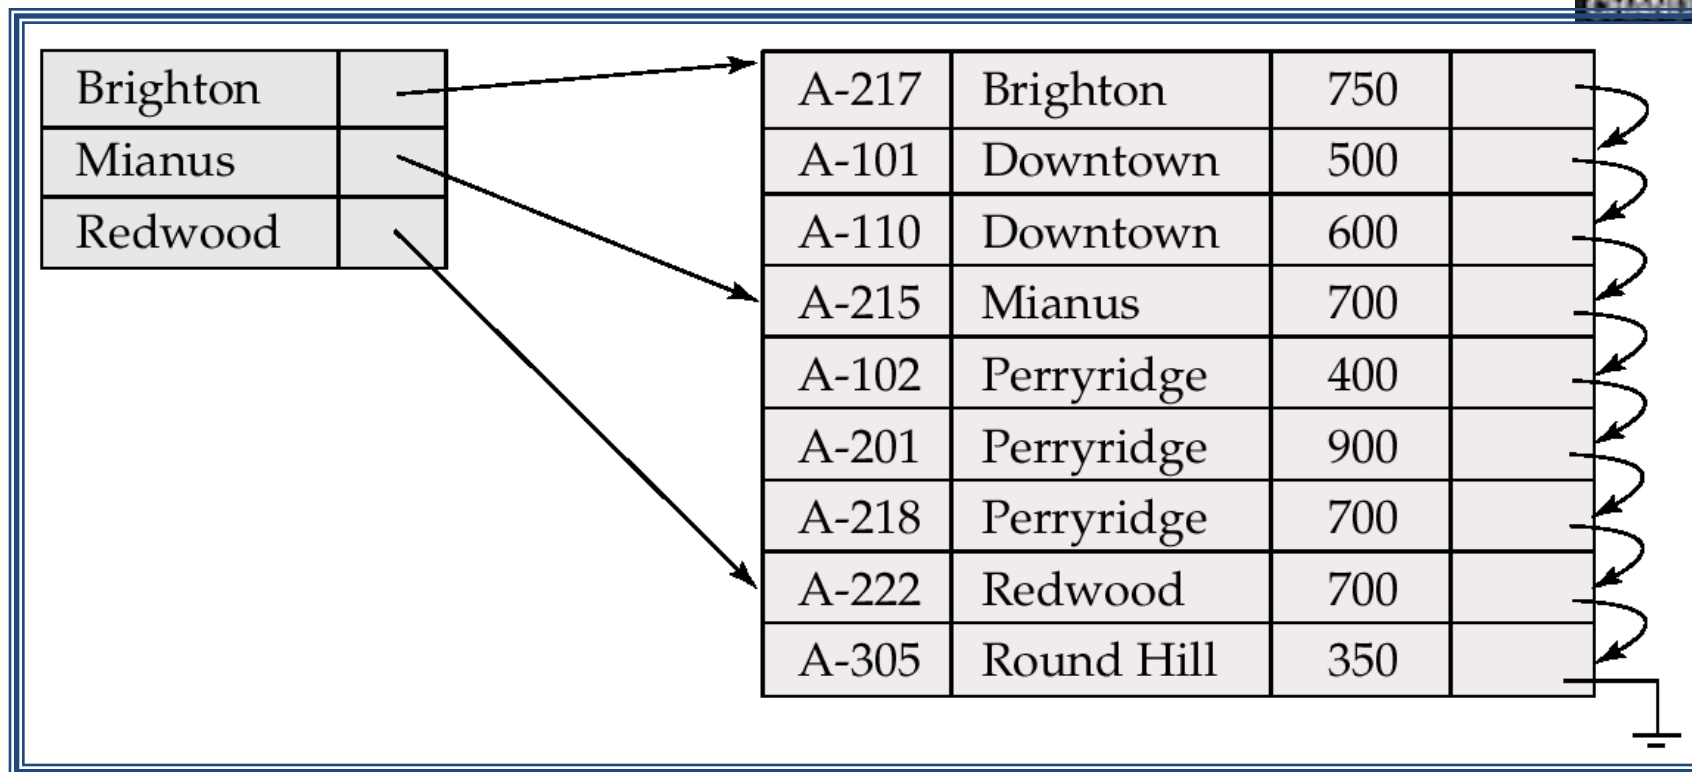 Brighton
Mianus
Redwood
A-217 Brighton 750
A-101 Downtown 500
A-110 Downtown 600
A-215 Mianus 700
A-102 Perryridge 400
A-201 Perryridge 900
A-218 Perryridge 700
A-222 Redwood 700
A-305 Round Hill 350